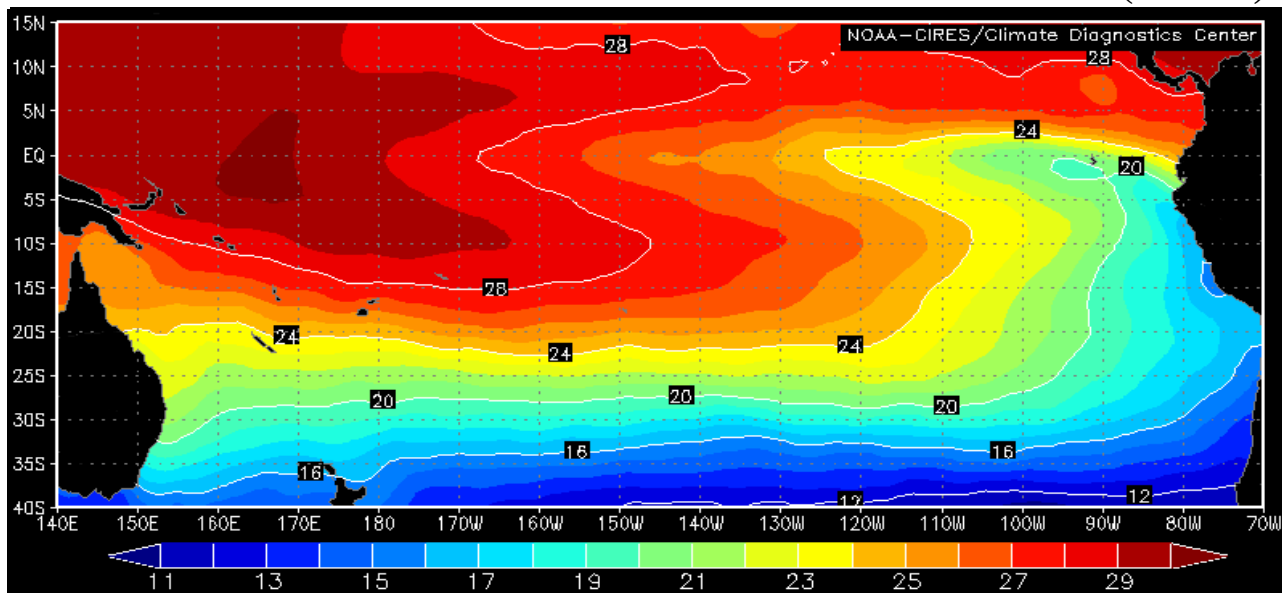 15N
NOAA-CIRES/Climate Diagnostics Center
28
28
10N
5N
24
EQ
20
5S
10S
15S
28
20S
24
24
24
25S
20
20
20
30S
16
16
35S
16
12
12
40S
140E 150E 160E 170E 180 170W 160W 150W 140W 130W 120W 110W 100W 90W 80W 70W
11 13 15 17 19 21 23 25 27 29